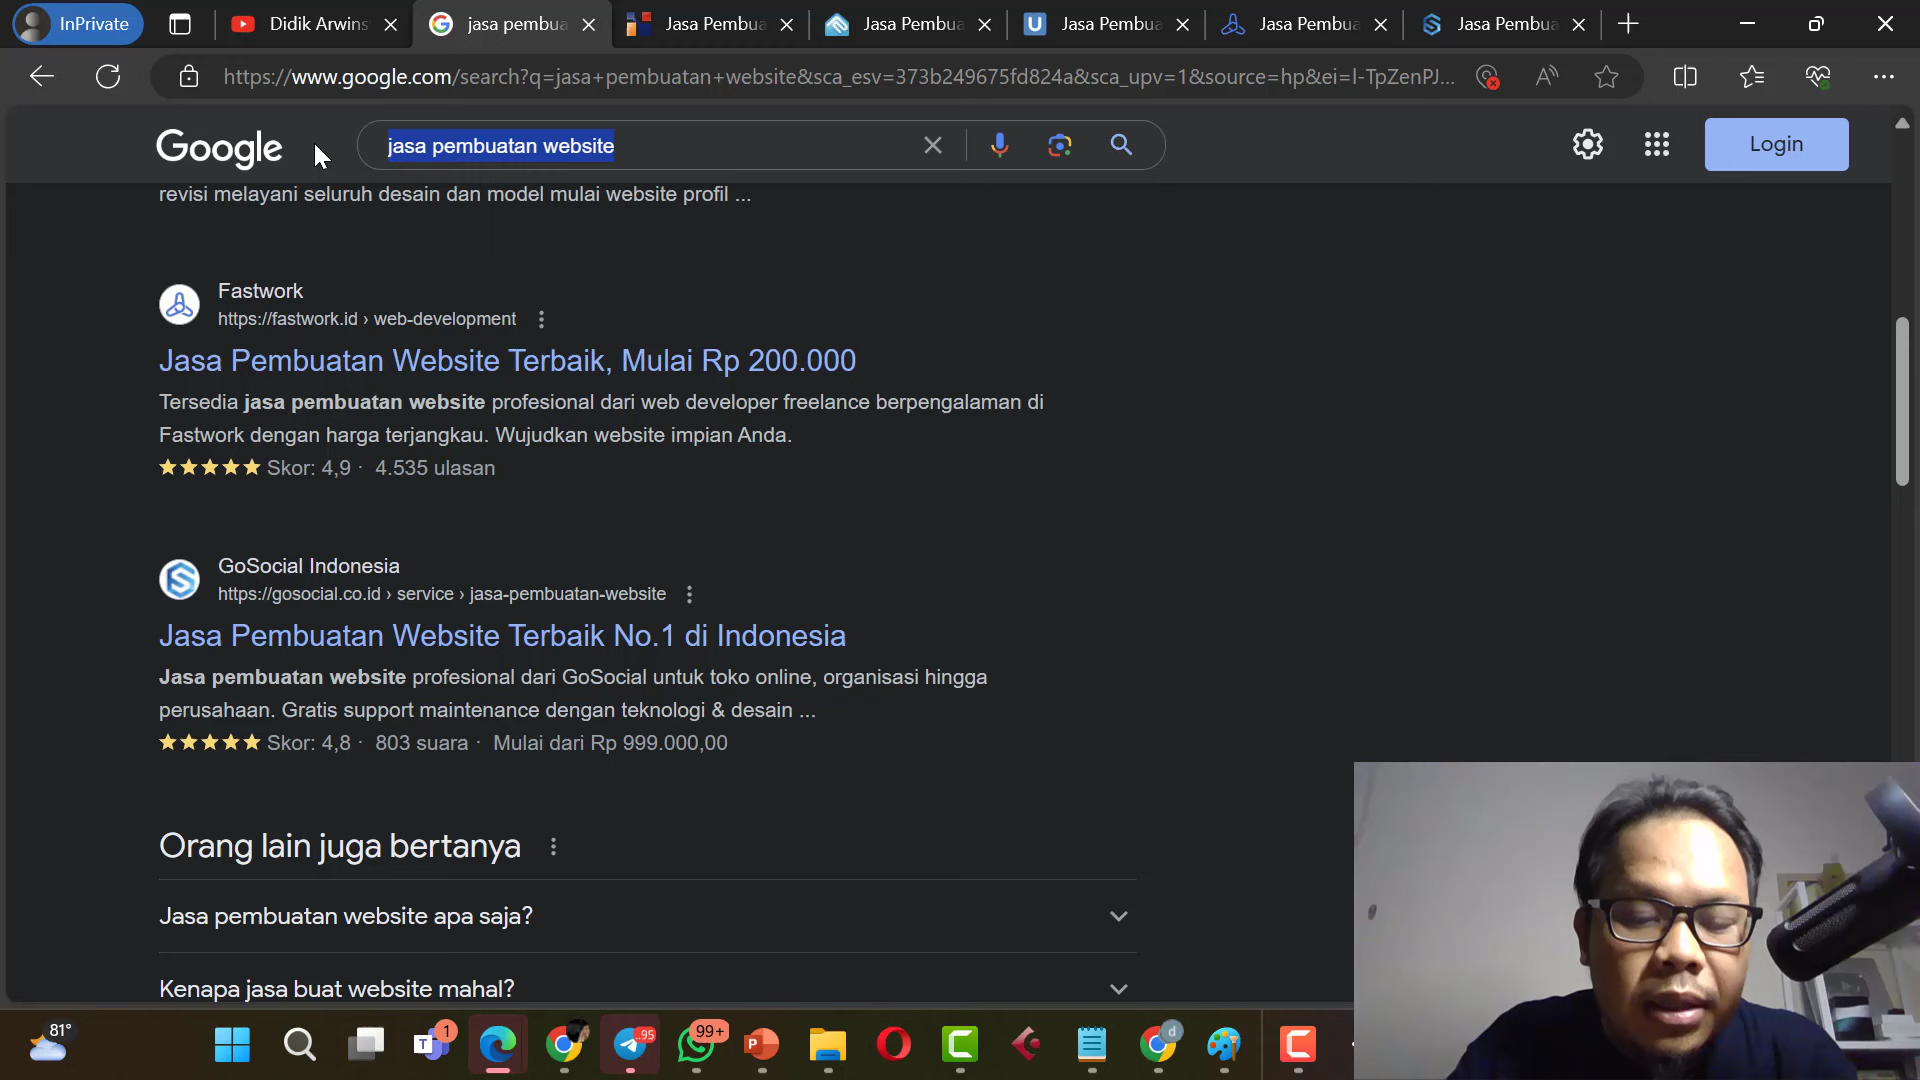 InPrivate
Didik Arwins
jasa pembua
Jasa Pembua
Jasa Pembua
Jasa Pembua
Jasa Pembua
Jasa Pembua
https://www.google.com/search?q=jasa+pembuatan+website&sca_esv=373b249675fd824a&sca_upv=1&source=hp&ei=l-TpZenPJ...
Google
jasa pembuatan website
Login
revisi melayani seluruh desain dan model mulai website profil ...
Fastwork
https://fastwork.id › web-development
Jasa Pembuatan Website Terbaik, Mulai Rp 200.000
Tersedia jasa pembuatan website profesional dari web developer freelance berpengalaman di
Fastwork dengan harga terjangkau. Wujudkan website impian Anda.
Skor: 4,9 · 4.535 ulasan
GoSocial Indonesia
https://gosocial.co.id › service › jasa-pembuatan-website
Jasa Pembuatan Website Terbaik No.1 di Indonesia
Jasa pembuatan website profesional dari GoSocial untuk toko online, organisasi hingga
perusahaan. Gratis support maintenance dengan teknologi & desain ...
Skor: 4,8 · 803 suara · Mulai dari Rp 999.000,00
Orang lain juga bertanya
Jasa pembuatan website apa saja?
Kenapa jasa buat website mahal?
81°
1
..95
99+